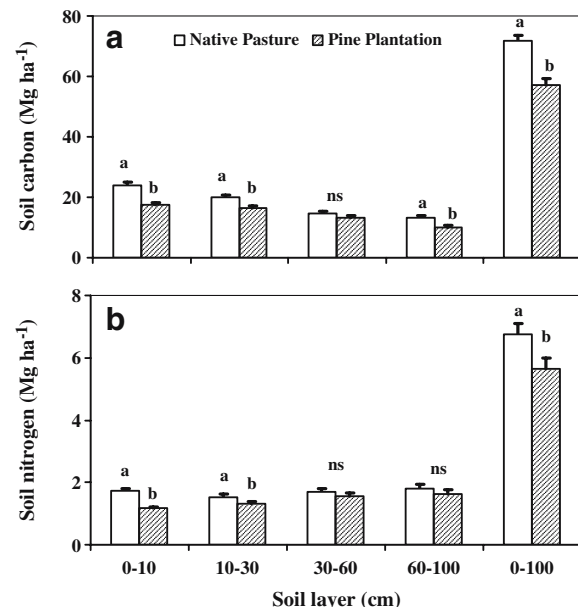 a
Native Pasture Pine Plantation
Soil carbon (Mg ha⁻¹)
80
60
40
20
0
a b
a b
ns
a b
a b
b
Soil nitrogen (Mg ha⁻¹)
8
6
4
2
0
a b
a b
ns
ns
a b
0-10 10-30 30-60 60-100 0-100
Soil layer (cm)